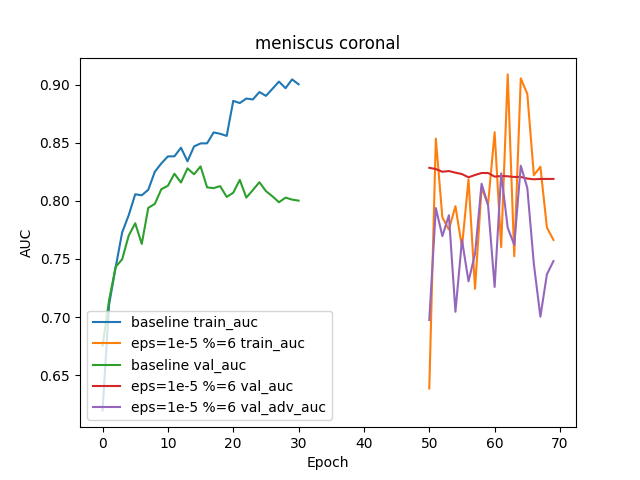 meniscus coronal
AUC
0.90
0.85
0.80
0.75
0.70
0.65
baseline train_auc
eps=1e-5 %=6 train_auc
baseline val_auc
eps=1e-5 %=6 val_auc
eps=1e-5 %=6 val_adv_auc
0 10 20 30 40 50 60 70
Epoch